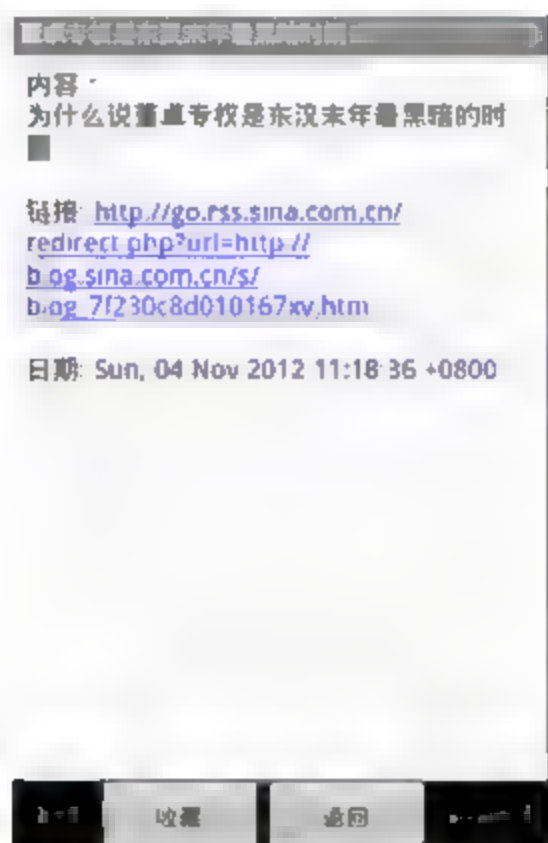 内容：
为什么说董卓专权是东汉末年最黑暗的时
链接: http://go.rss.sina.com.cn/
redirect.php?url=http://
blog.sina.com.cn/s/
blog_7f230c8d010167xv.htm
日期: Sun, 04 Nov 2012 11:18:36 +0800
收藏
返回